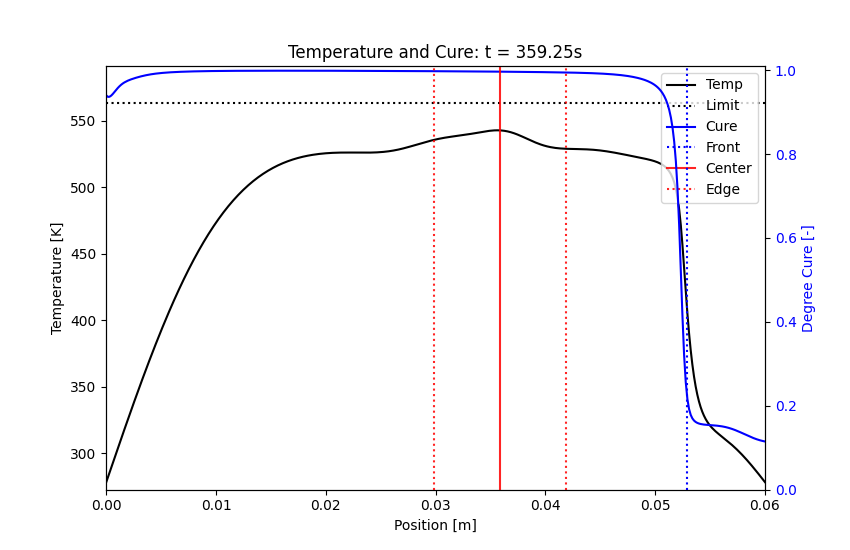 Temperature and Cure: t = 359.25s
Temp
Limit
Cure
Front
Center
Edge
550
500
450
400
350
300
Temperature [K]
1.0
0.8
0.6
0.4
0.2
0.0
Degree Cure [-]
0.00 0.01 0.02 0.03 0.04 0.05 0.06
Position [m]